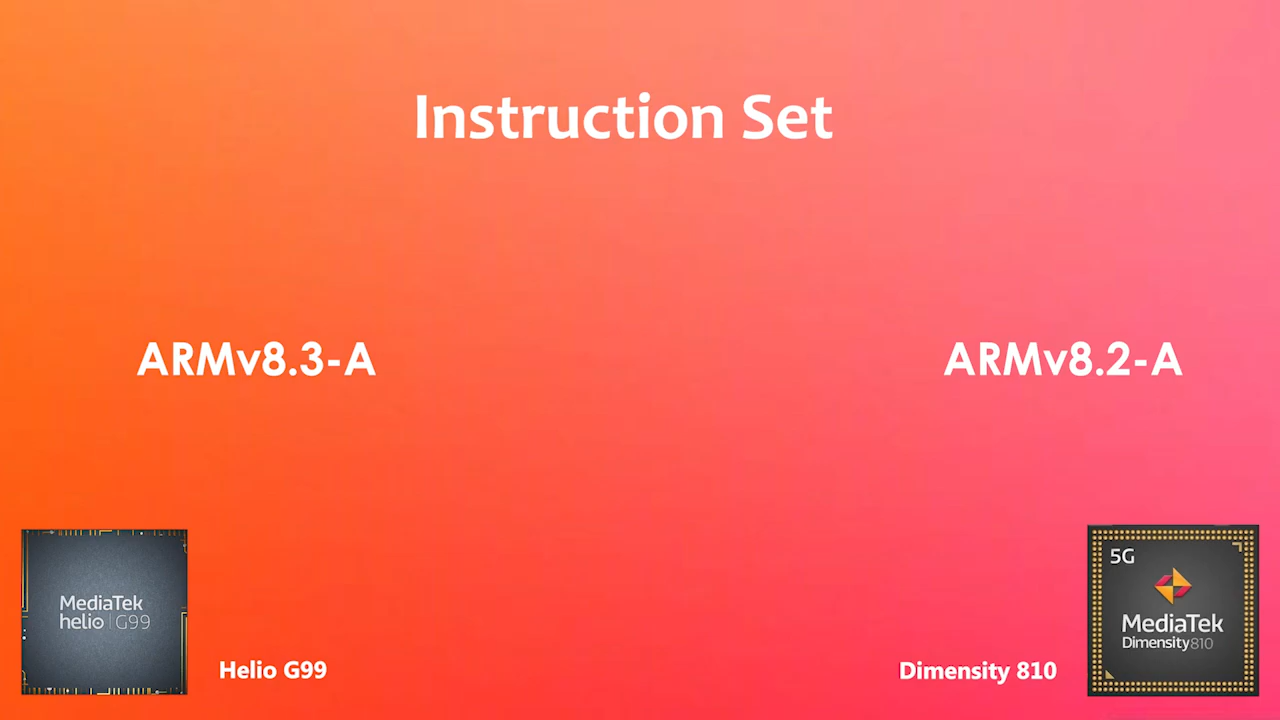 Instruction Set
ARMv8.3-A
ARMv8.2-A
MediaTek
helio G99
Helio G99
Dimensity 810
5G
MediaTek
Dimensity 810